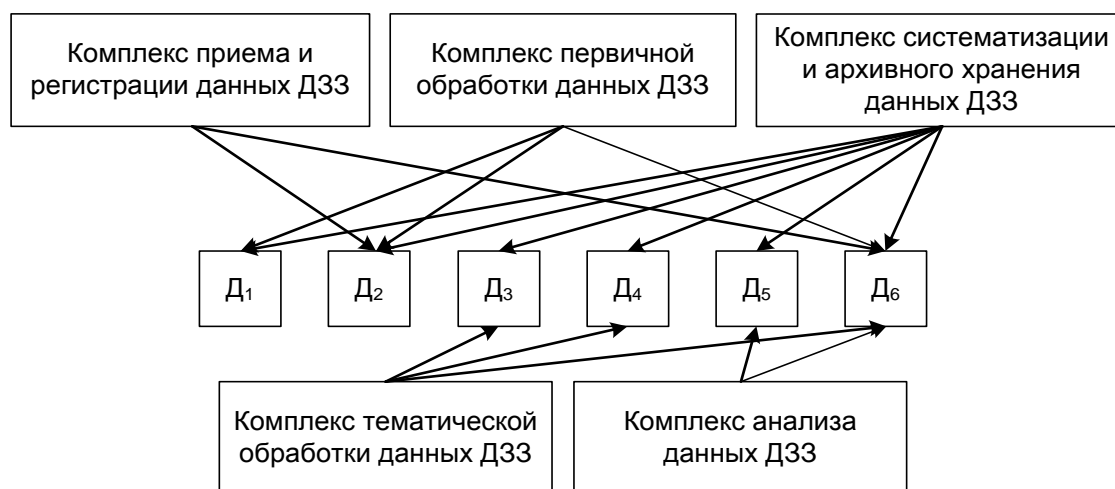 Комплекс приема и
регистрации данных ДЗЗ
Комплекс первичной
обработки данных ДЗЗ
Комплекс систематизации
и архивного хранения
данных ДЗЗ
Д₁
Д₂
Д₃
Д₄
Д₅
Д₆
Комплекс тематической
обработки данных ДЗЗ
Комплекс анализа
данных ДЗЗ